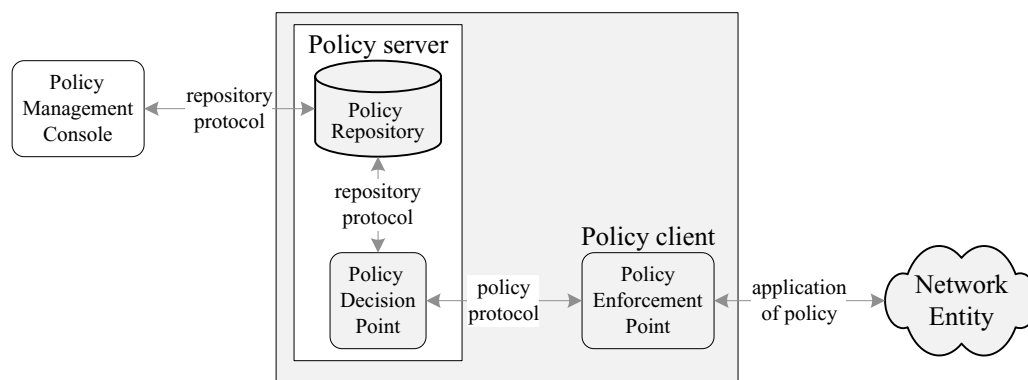 Policy server
Policy
Management
Console
repository
protocol
Policy
Repository
repository
protocol
Policy client
Policy
Decision
Point
policy
protocol
Policy
Enforcement
Point
application
of policy
Network
Entity